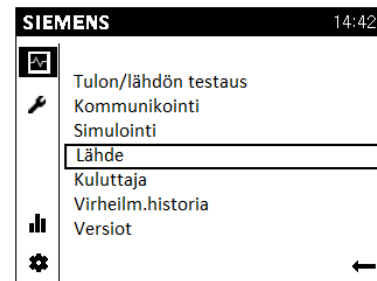 SIEMENS 14:42
Tulon/lähdön testaus
Kommunikointi
Simulointi
Lähde
Kuluttaja
Virheilm.historia
Versiot